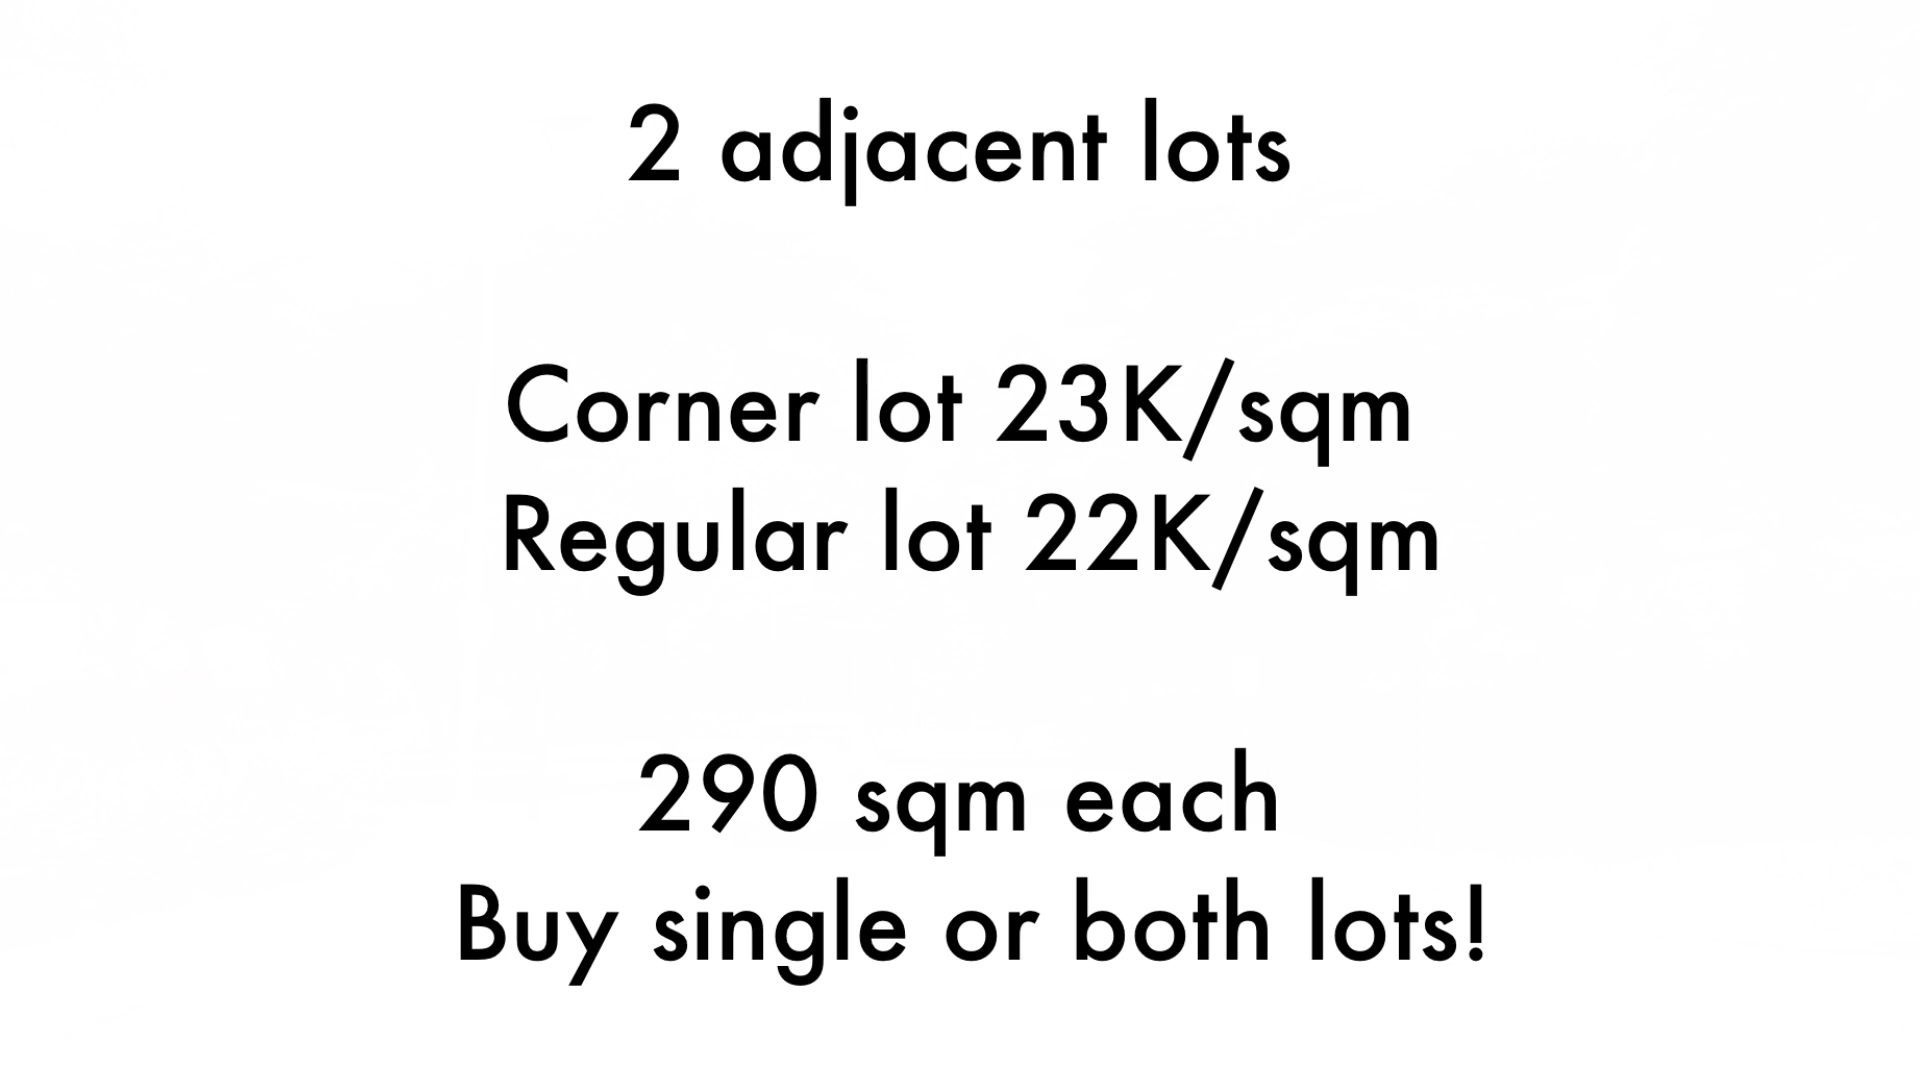 2 adjacent lots
Corner lot 23K/sqm
Regular lot 22K/sqm
290 sqm each
Buy single or both lots!